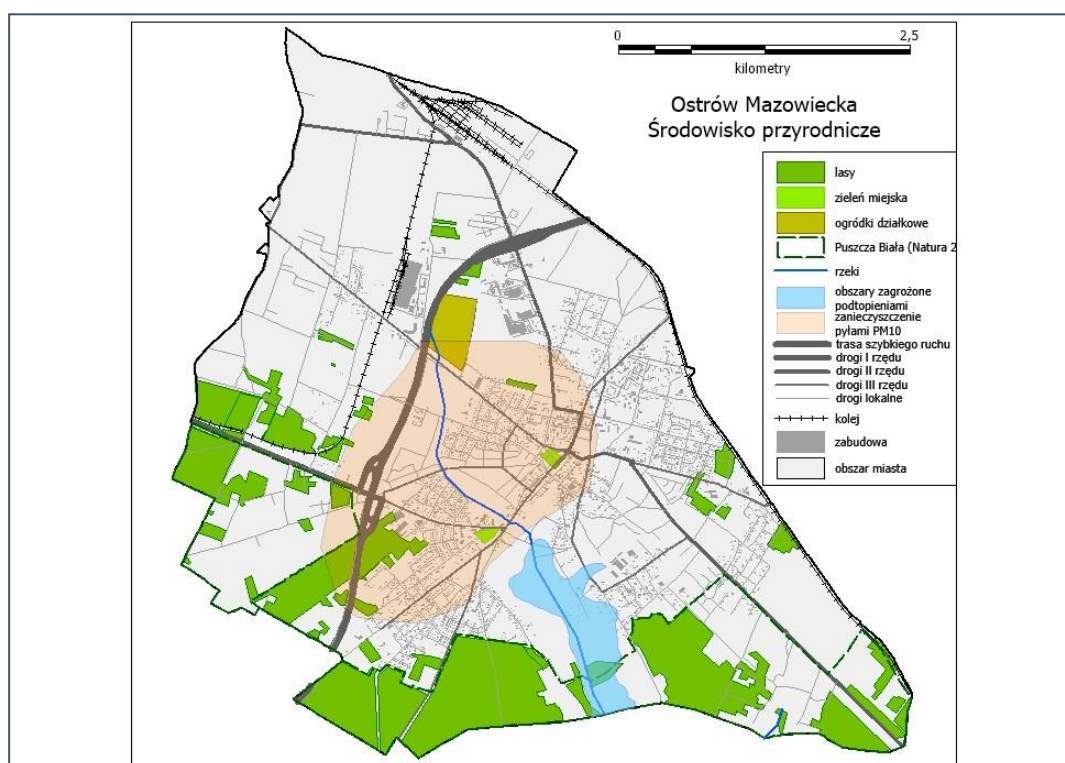 0 2,5
kilometry
Ostrów Mazowiecka
Środowisko przyrodnicze
lasy
zieleń miejska
ogródki działkowe
Puszcza Biała (Natura 2
rzeki
obszary zagrożone
podtopieniami
zanieczyszczenie
pyłami PM10
trasa szybkiego ruchu
drogi I rzędu
drogi II rzędu
drogi III rzędu
drogi lokalne
kolej
zabudowa
obszar miasta